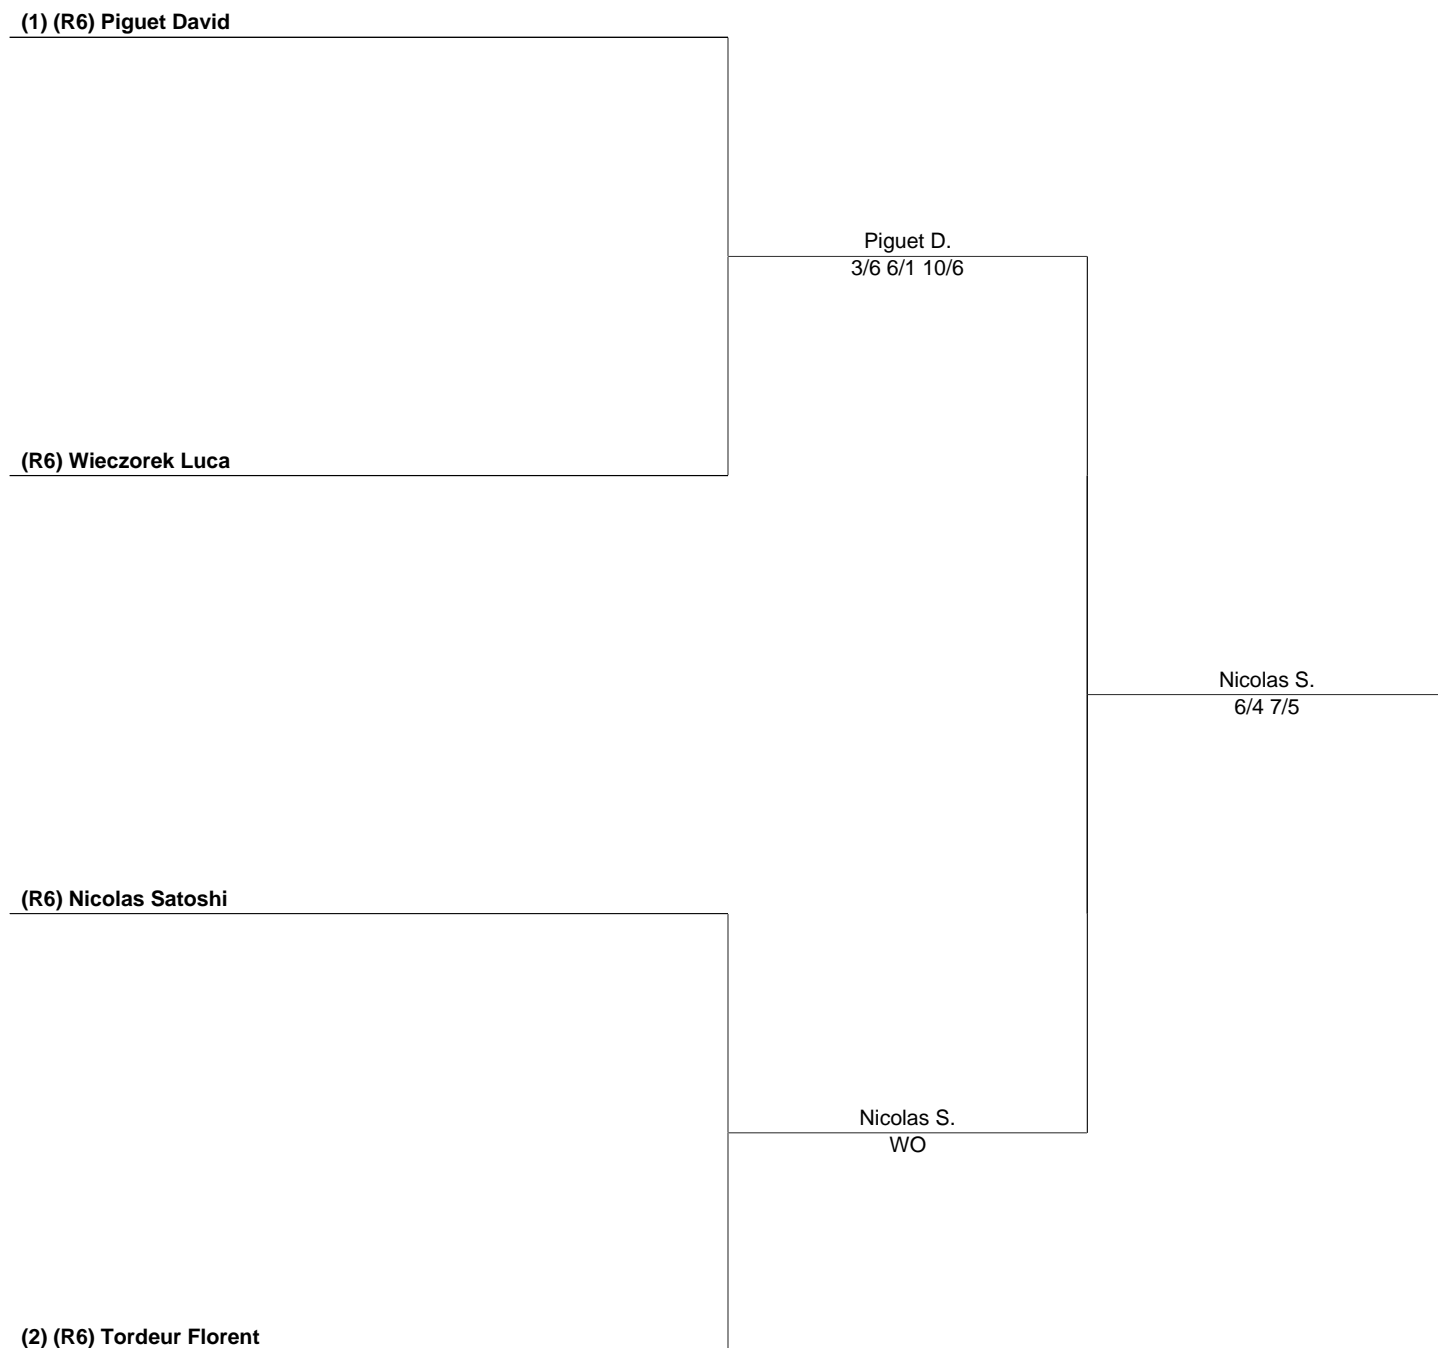 (1) (R6) Piguet David
Piguet D.
3/6 6/1 10/6
(R6) Wieczorek Luca
Nicolas S.
6/4 7/5
(R6) Nicolas Satoshi
Nicolas S.
WO
(2) (R6) Tordeur Florent